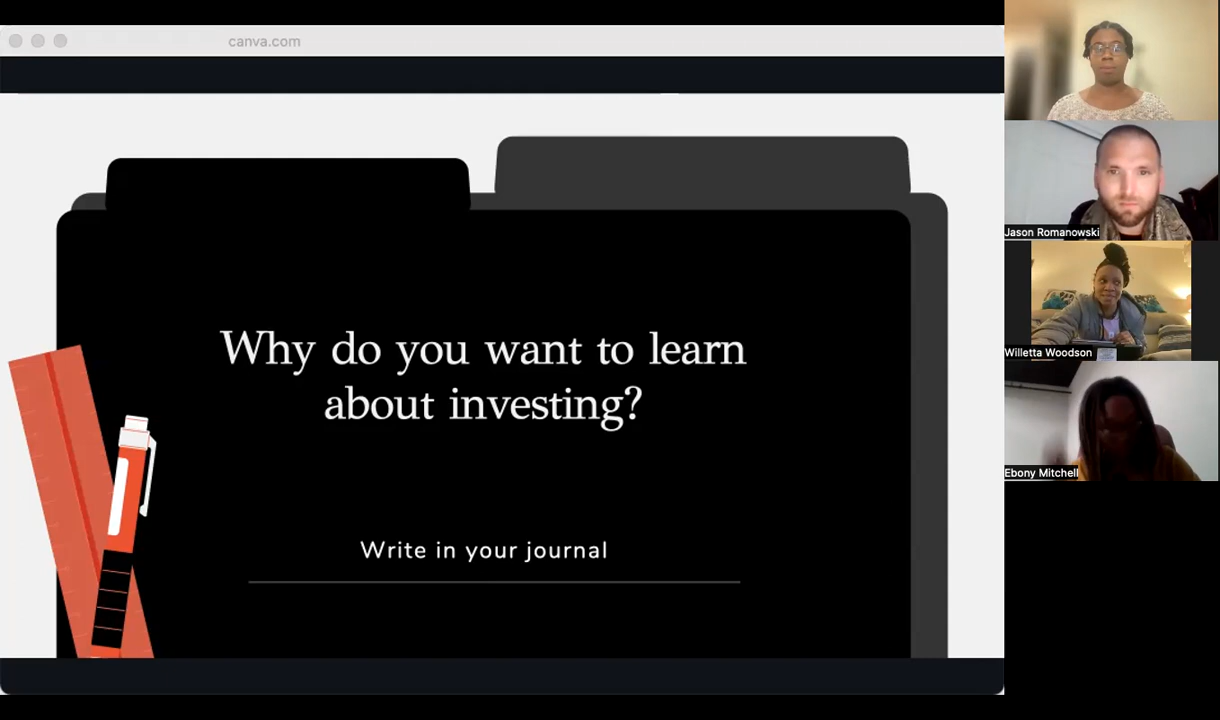 canva.com
Why do you want to learn
about investing?
Write in your journal
Jason Romanowski
Willetta Woodson
Ebony Mitchell